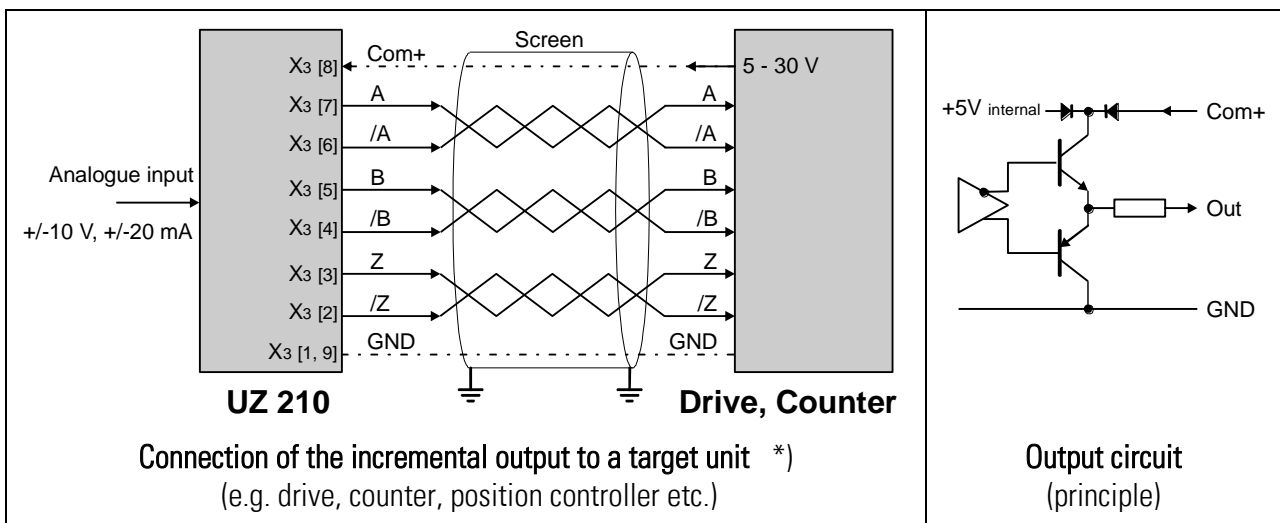 Screen
X3 [8] Com+ 5 - 30 V
X3 [7] A A
X3 [6] /A /A
X3 [5] B B
X3 [4] /B /B
X3 [3] Z Z
X3 [2] /Z /Z
X3 [1, 9] GND GND
Analogue input
+/-10 V, +/-20 mA
UZ 210
Drive, Counter
Connection of the incremental output to a target unit *)
(e.g. drive, counter, position controller etc.)
+5V internal Com+
Out
GND
Output circuit
(principle)